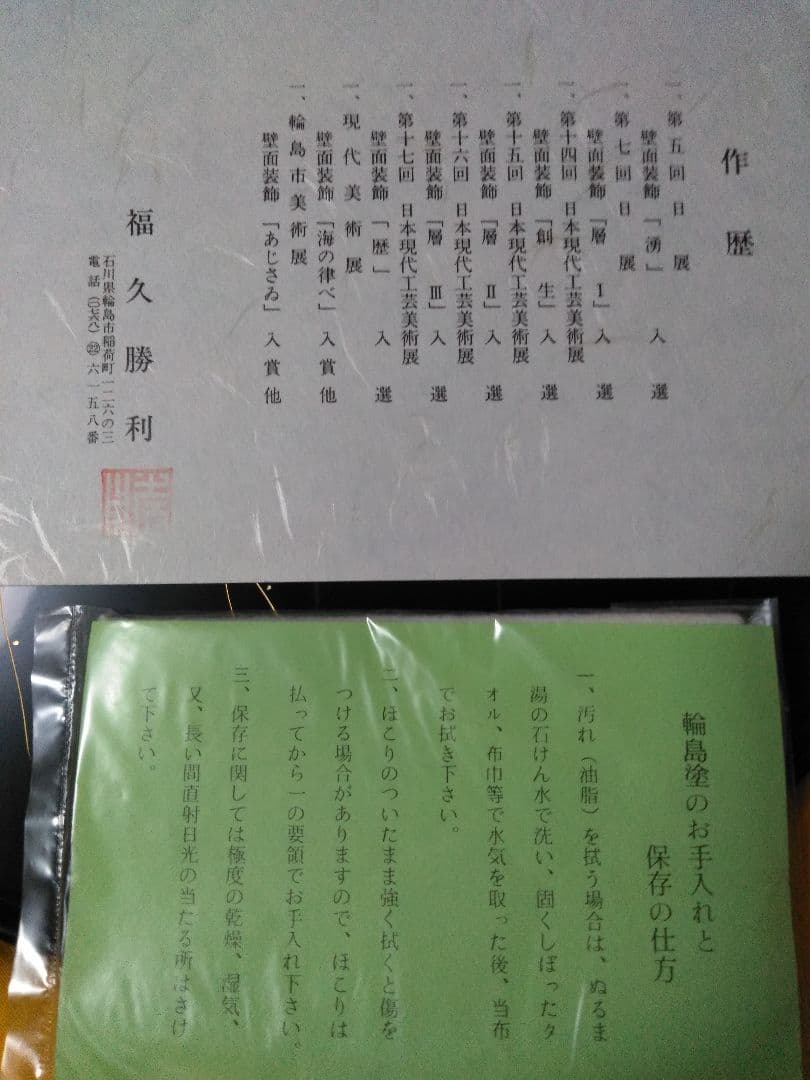 作歴
一、第五回日展
壁面装飾「湧」入選
一、第七回日展
壁面装飾「層Ⅰ」入選
一、第十四回 日本現代工芸美術展
壁面装飾「創生」入選
一、第十五回 日本現代工芸美術展
壁面装飾「層Ⅱ」入選
一、第十六回 日本現代工芸美術展
壁面装飾「層Ⅲ」入選
一、第十七回 日本現代工芸美術展
壁面装飾「歴」入選
一、現代美術展
壁面装飾「海の律べ」入賞他
一、輪島市美術展
壁面装飾「あじさゐ」入賞他
福久勝利
石川県輪島市稲荷町一二六の三
電話(〇七六八)㉒六一五八番
輪島塗のお手入れと
保存の仕方
一、汚れ(油脂)を拭う場合は、ぬるま
湯の石けん水で洗い、固くしぼったタ
オル、布巾等で水気を取った後、当布
でお拭き下さい。
二、ほこりのついたまま強く拭くと傷を
つける場合がありますので、ほこりは
払ってから一の要領でお手入れ下さい。
三、保存に関しては極度の乾燥、湿気、
又、長い間直射日光の当たる所はさけ
て下さい。